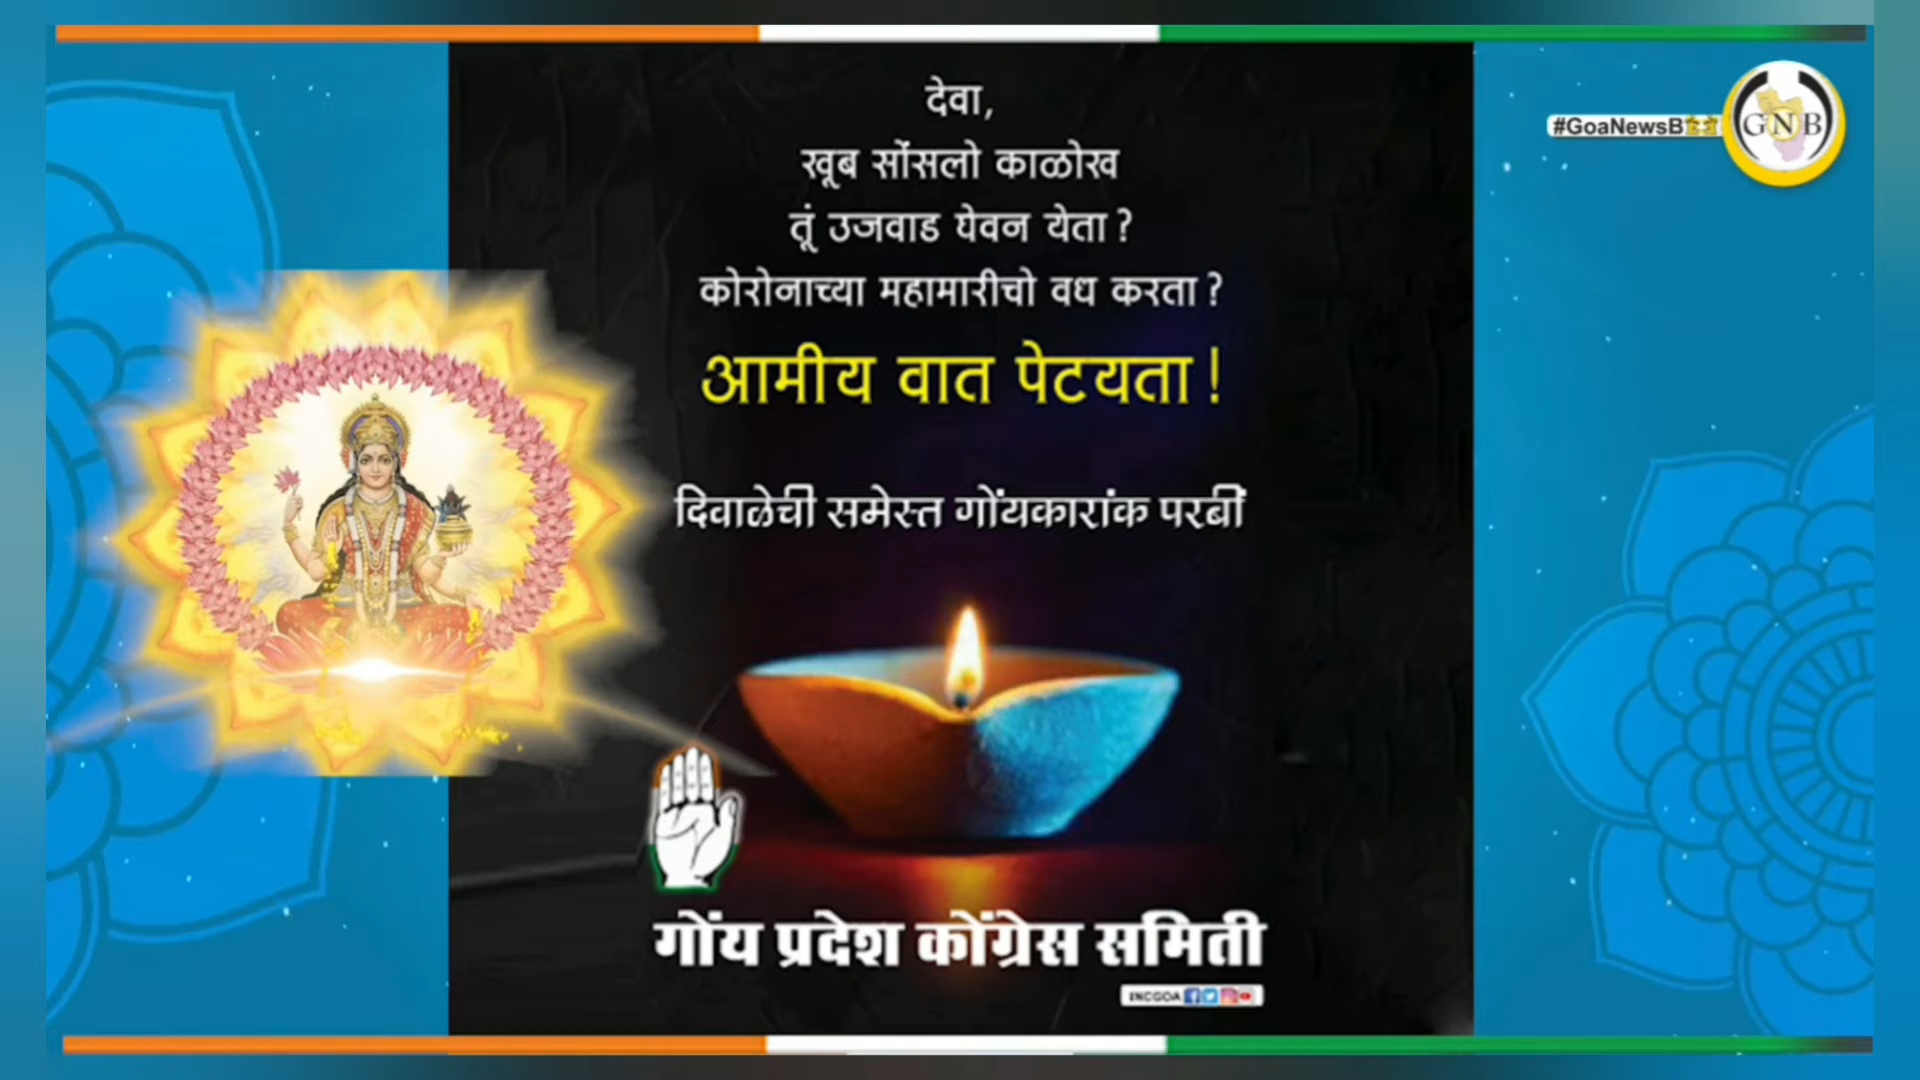 देवा,
खूब सोंसलो काळोख
तूं उजवाड घेवन येता ?
कोरोनाच्या महामारीचो वध करता ?
आमीय वात पेटयता !
दिवाळेची समेस्त गोंयकारांक परबीं
गोंय प्रदेश काँग्रेस समिती
INCGOA
#GoaNewsB
GNB